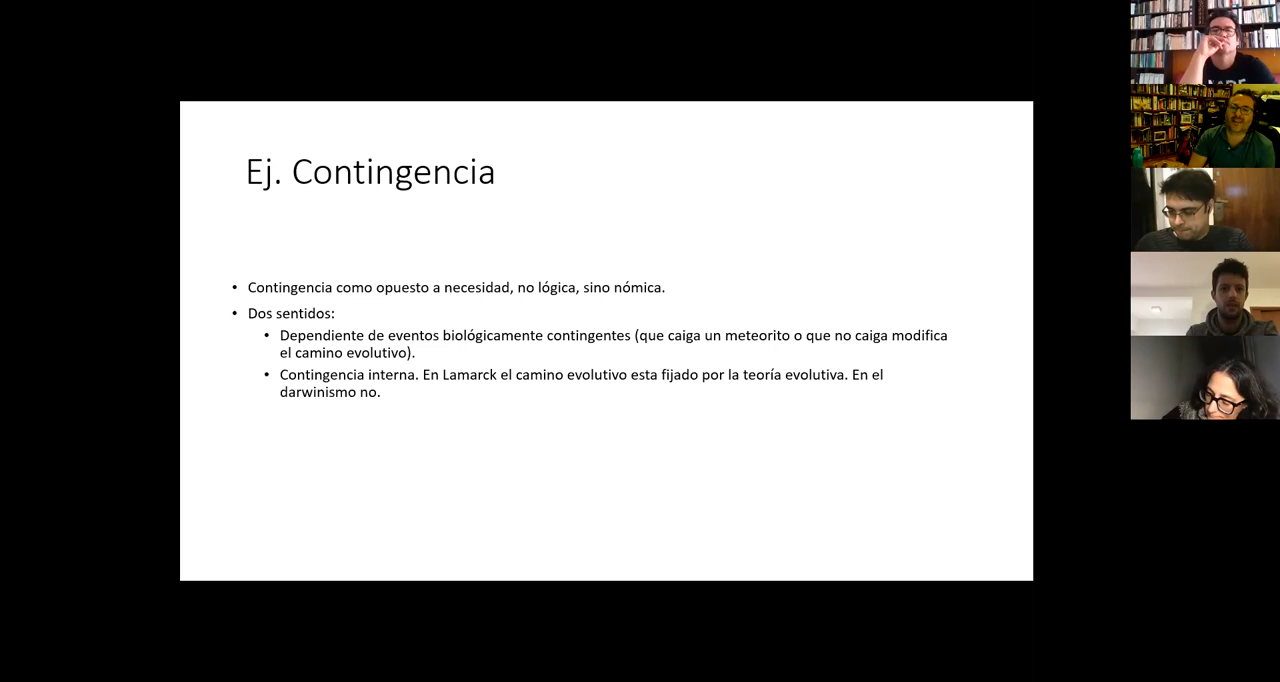 Ej. Contingencia
• Contingencia como opuesto a necesidad, no lógica, sino nómica.
• Dos sentidos:
• Dependiente de eventos biológicamente contingentes (que caiga un meteorito o que no caiga modifica
el camino evolutivo).
• Contingencia interna. En Lamarck el camino evolutivo esta fijado por la teoría evolutiva. En el
darwinismo no.